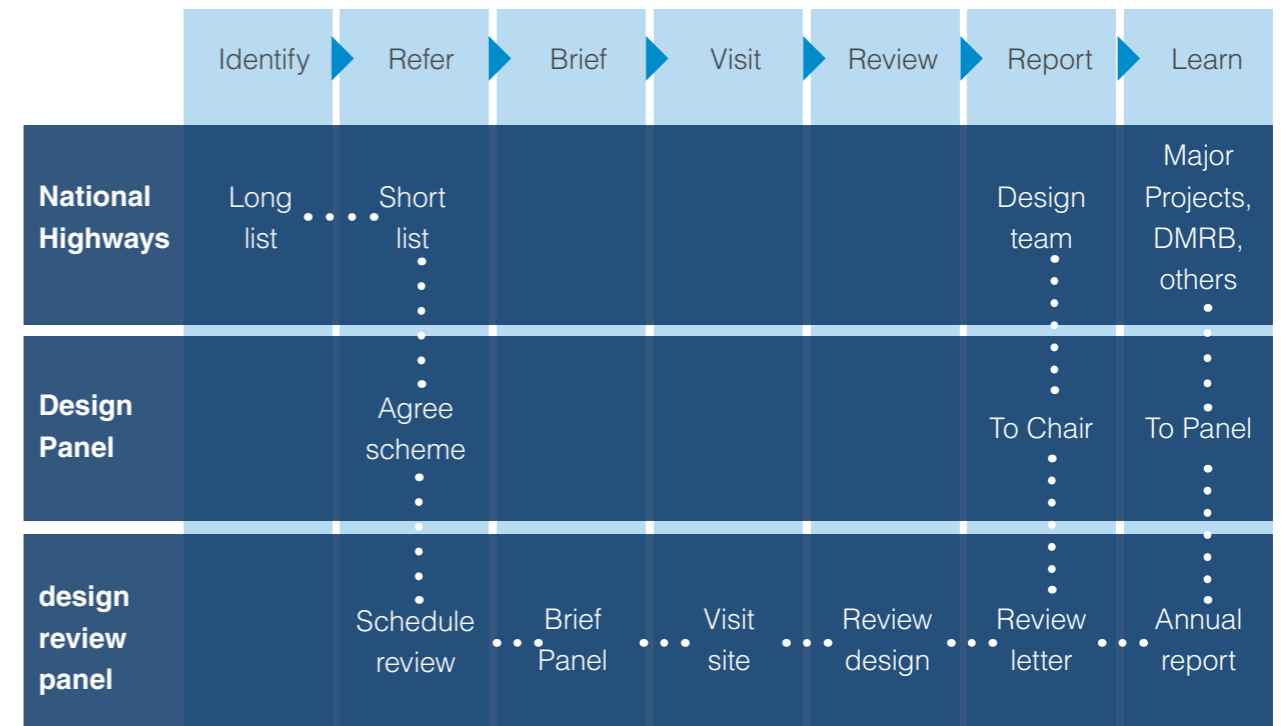 Identify
Refer
Brief
Visit
Review
Report
Learn
National
Highways
Long
list
Short
list
Design
team
Major
Projects,
DMRB,
others
Design
Panel
Agree
scheme
To Chair
To Panel
design
review
panel
Schedule
review
Brief
Panel
Visit
site
Review
design
Review
letter
Annual
report